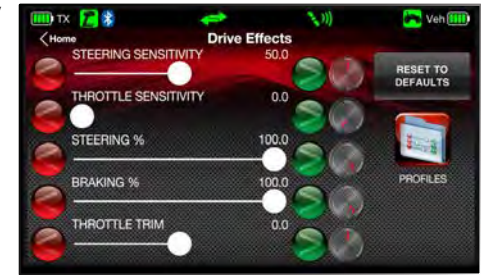 TX
Veh
Home
Drive Effects
STEERING SENSITIVITY 50.0
RESET TO
DEFAULTS
THROTTLE SENSITIVITY 0.0
STEERING % 100.0
PROFILES
BRAKING % 100.0
THROTTLE TRIM 0.0